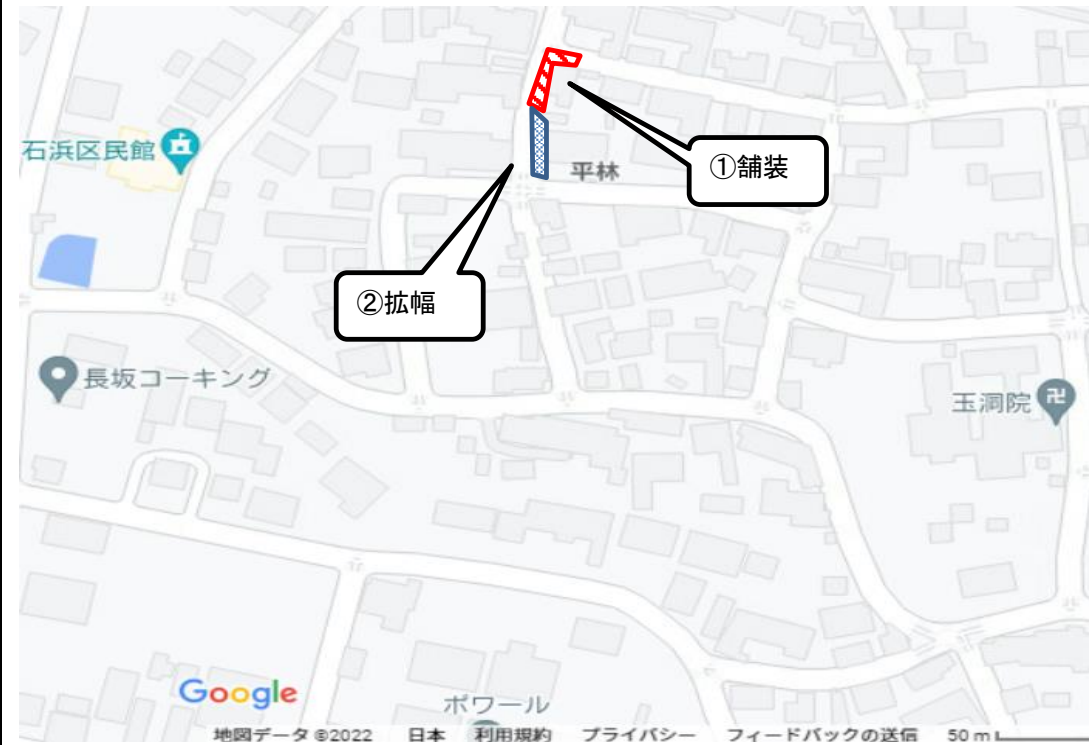 石浜区民館
平林
①舗装
②拡幅
長坂コーキング
玉洞院
Google
ポワール
地図データ ©2022 日本 利用規約 プライバシー フィードバックの送信 50 m